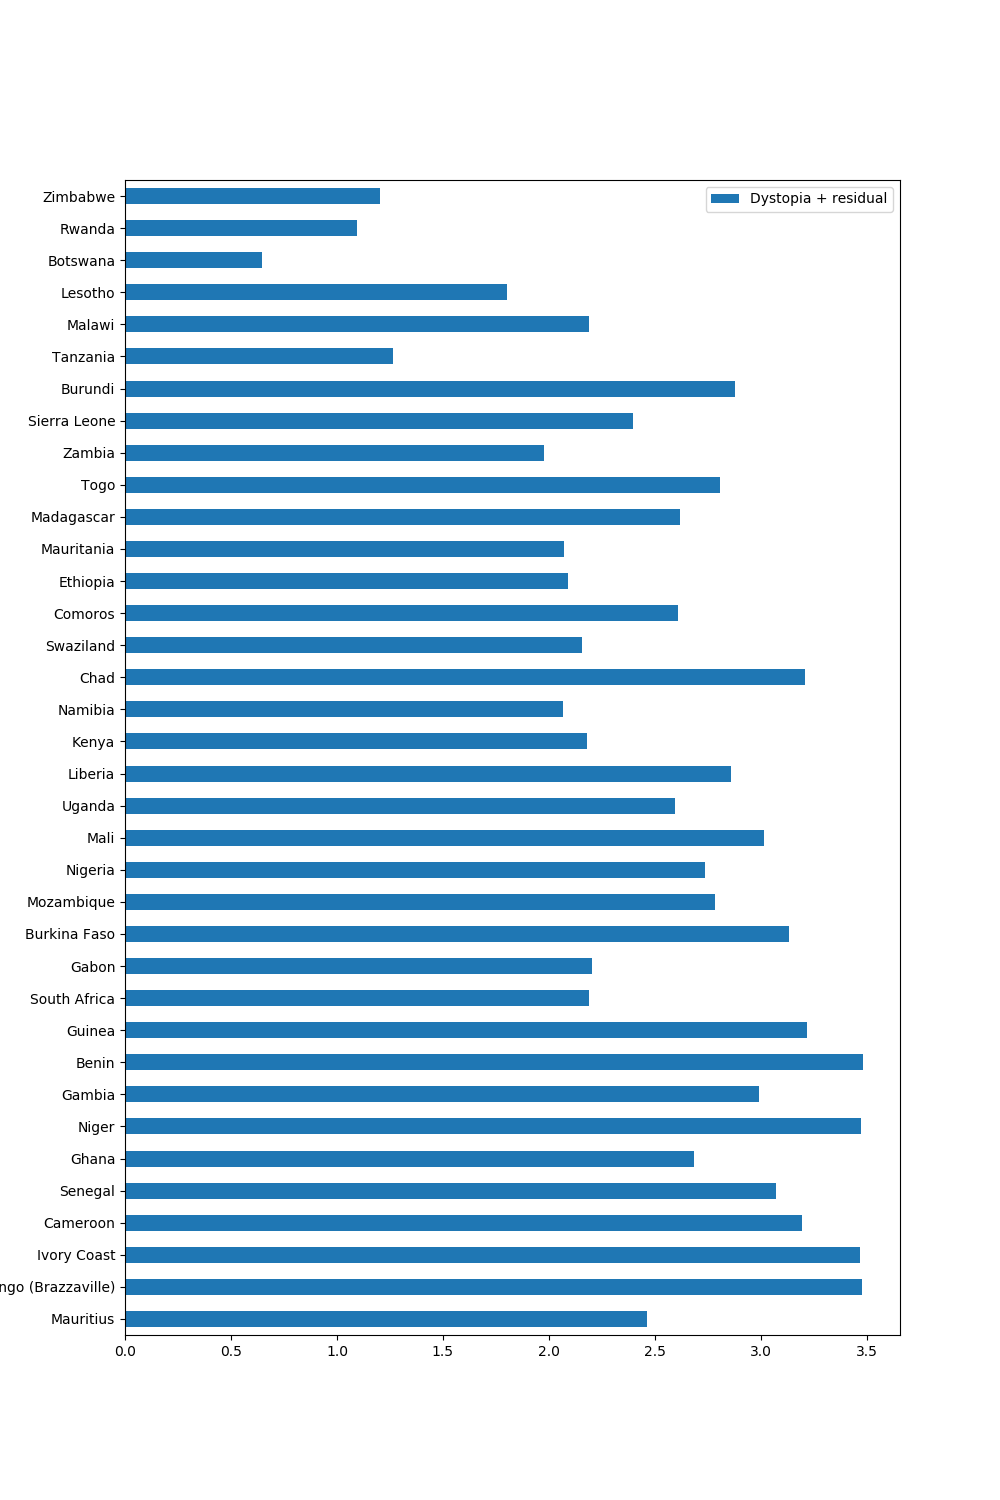 Dystopia + residual
Zimbabwe
Rwanda
Botswana
Lesotho
Malawi
Tanzania
Burundi
Sierra Leone
Zambia
Togo
Madagascar
Mauritania
Ethiopia
Comoros
Swaziland
Chad
Namibia
Kenya
Liberia
Uganda
Mali
Nigeria
Mozambique
Burkina Faso
Gabon
South Africa
Guinea
Benin
Gambia
Niger
Ghana
Senegal
Cameroon
Ivory Coast
ngo (Brazzaville)
Mauritius
0.0 0.5 1.0 1.5 2.0 2.5 3.0 3.5